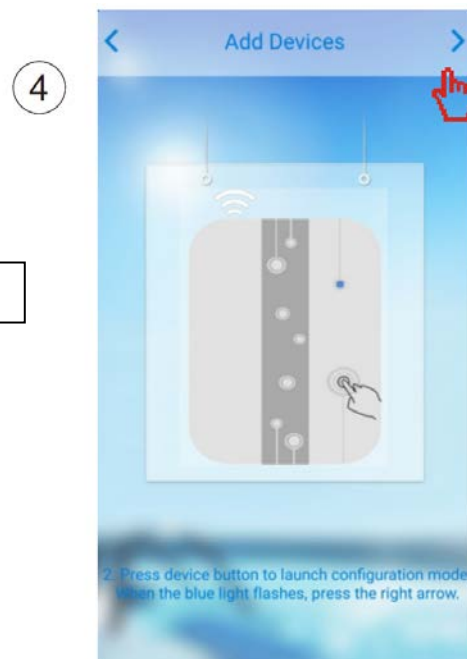 4
Add Devices
2. Press device button to launch configuration mode
When the blue light flashes, press the right arrow.